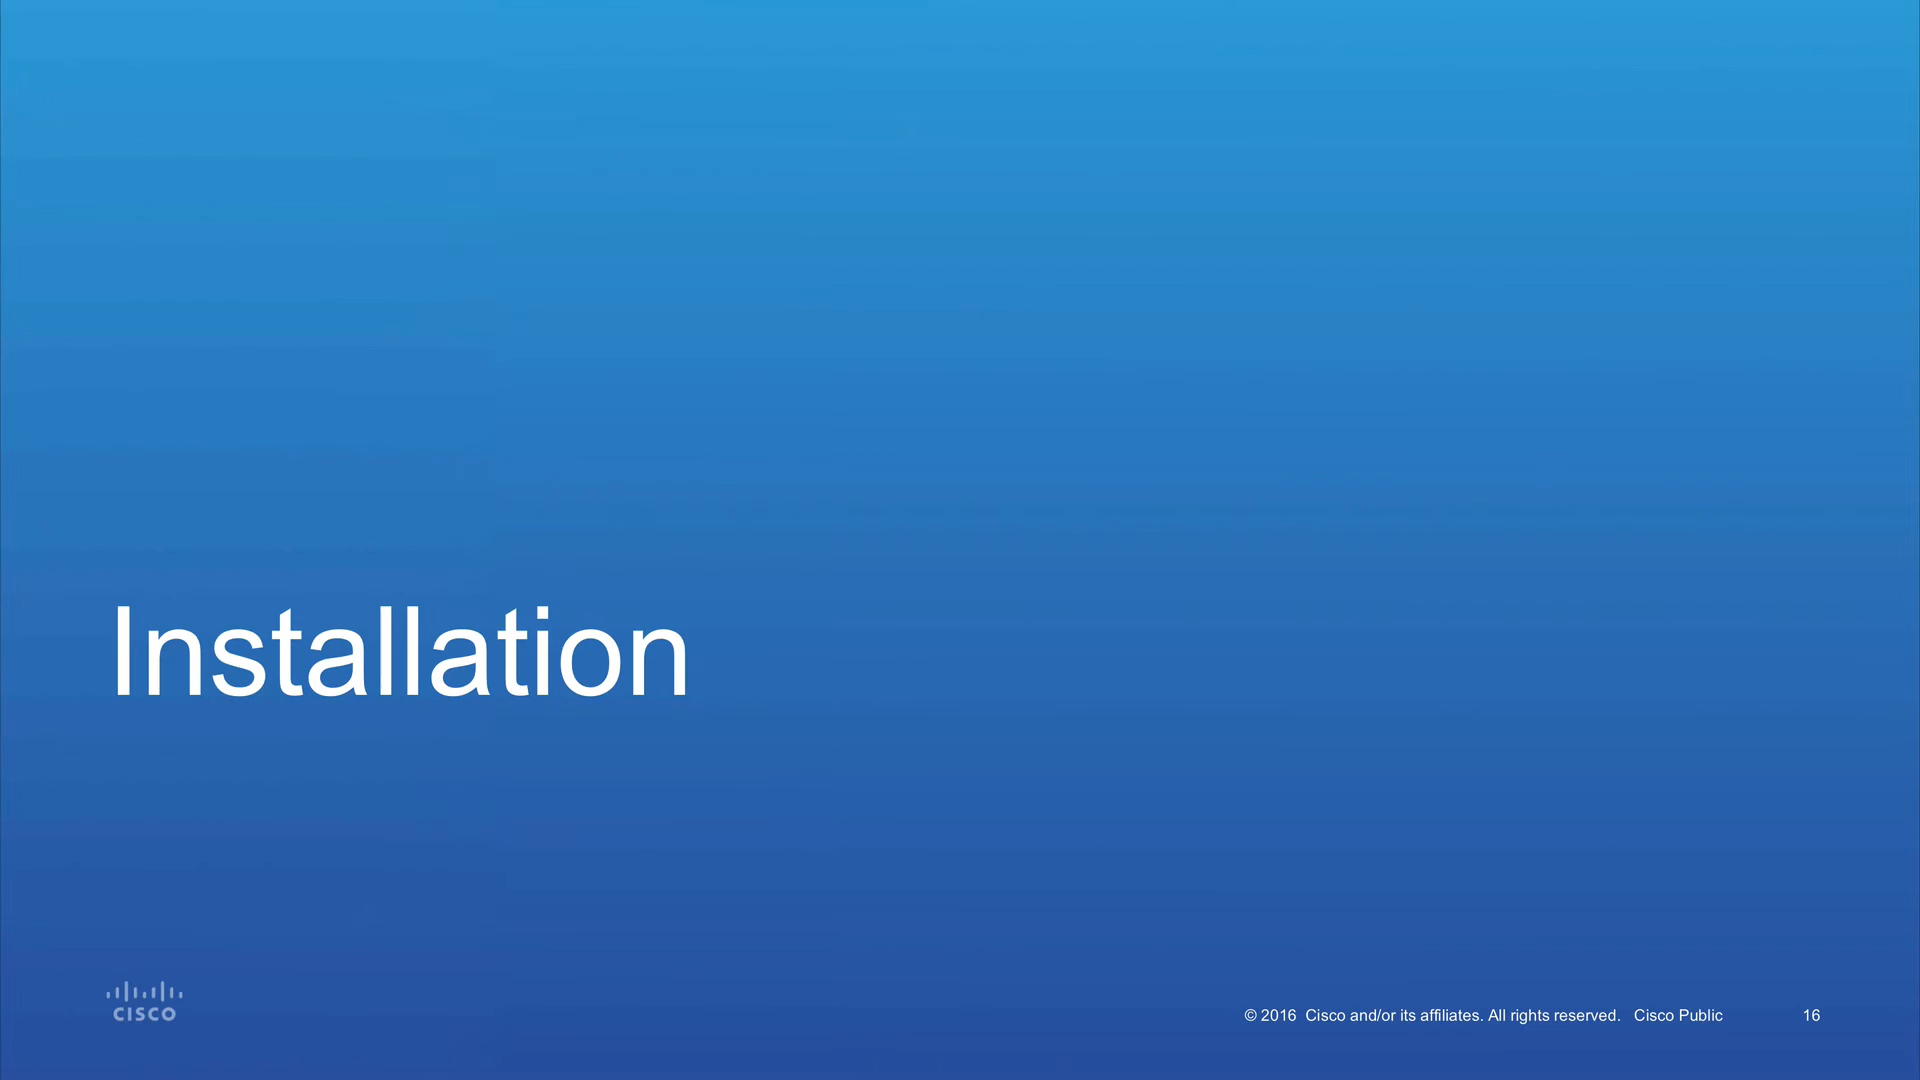 Installation
CISCO
© 2016 Cisco and/or its affiliates. All rights reserved. Cisco Public 16